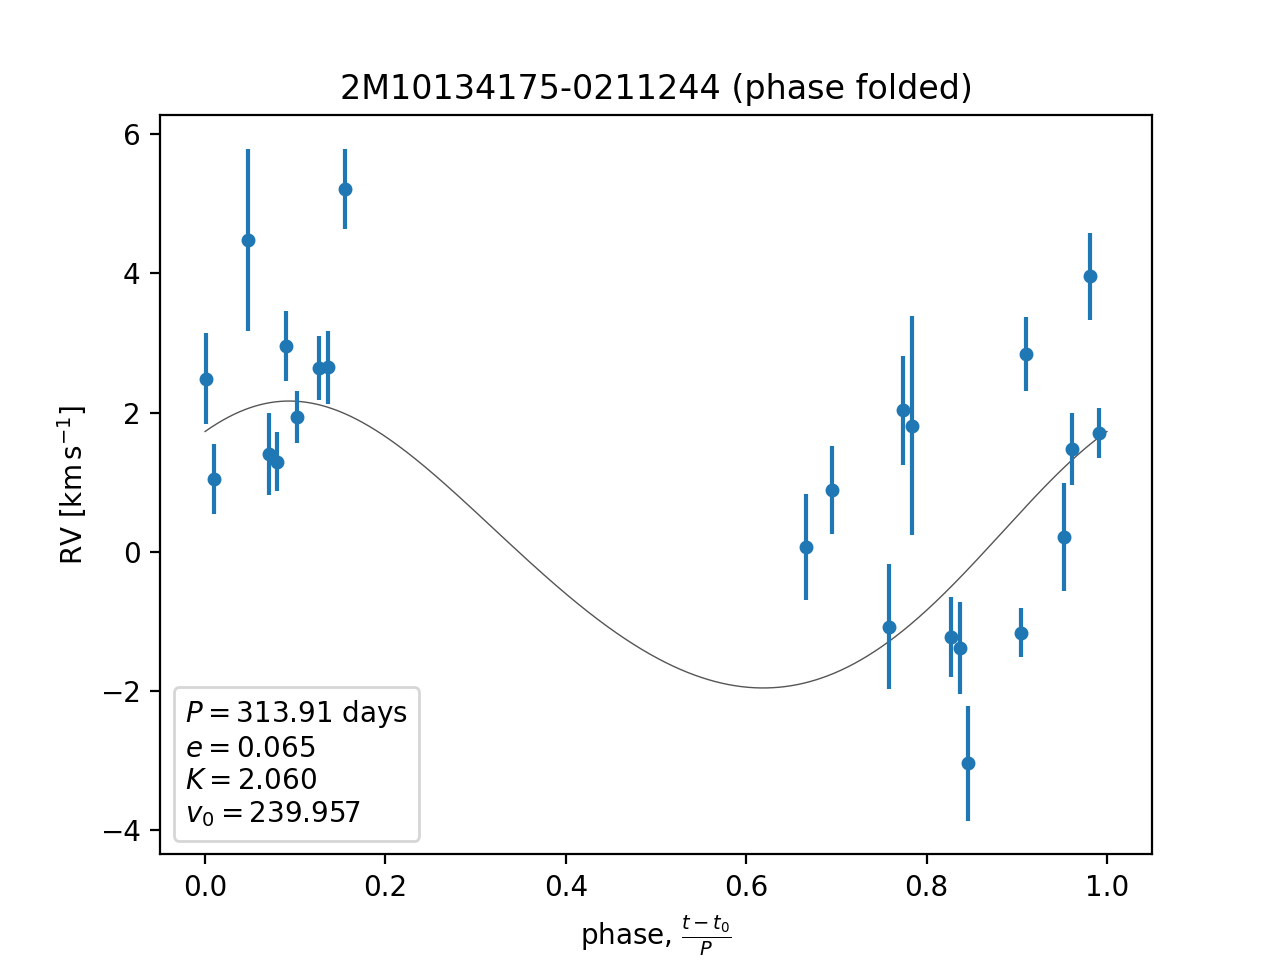 2M10134175-0211244 (phase folded)
RV [km s⁻¹]
6
4
2
0
−2
−4
P = 313.91 days
e = 0.065
K = 2.060
v₀ = 239.957
0.0 0.2 0.4 0.6 0.8 1.0
phase, (t − t₀)/P